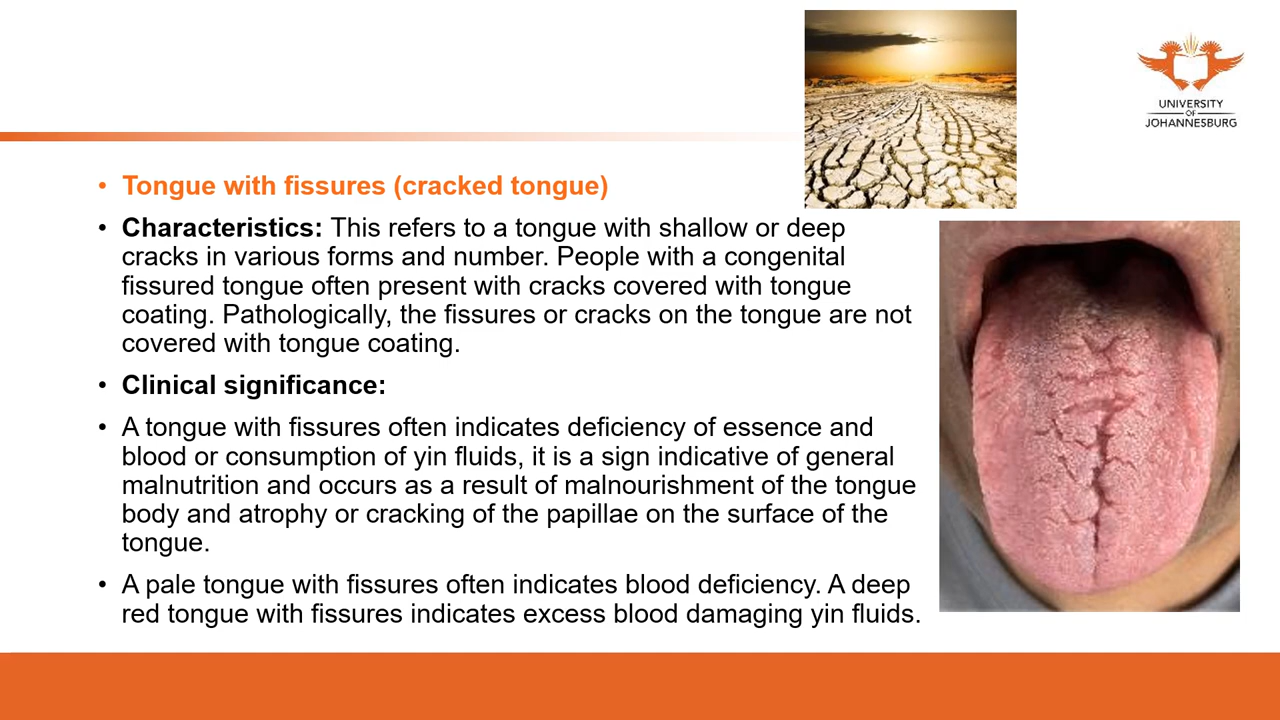 UNIVERSITY
OF
JOHANNESBURG
• Tongue with fissures (cracked tongue)
• Characteristics: This refers to a tongue with shallow or deep
cracks in various forms and number. People with a congenital
fissured tongue often present with cracks covered with tongue
coating. Pathologically, the fissures or cracks on the tongue are not
covered with tongue coating.
• Clinical significance:
• A tongue with fissures often indicates deficiency of essence and
blood or consumption of yin fluids, it is a sign indicative of general
malnutrition and occurs as a result of malnourishment of the tongue
body and atrophy or cracking of the papillae on the surface of the
tongue.
• A pale tongue with fissures often indicates blood deficiency. A deep
red tongue with fissures indicates excess blood damaging yin fluids.